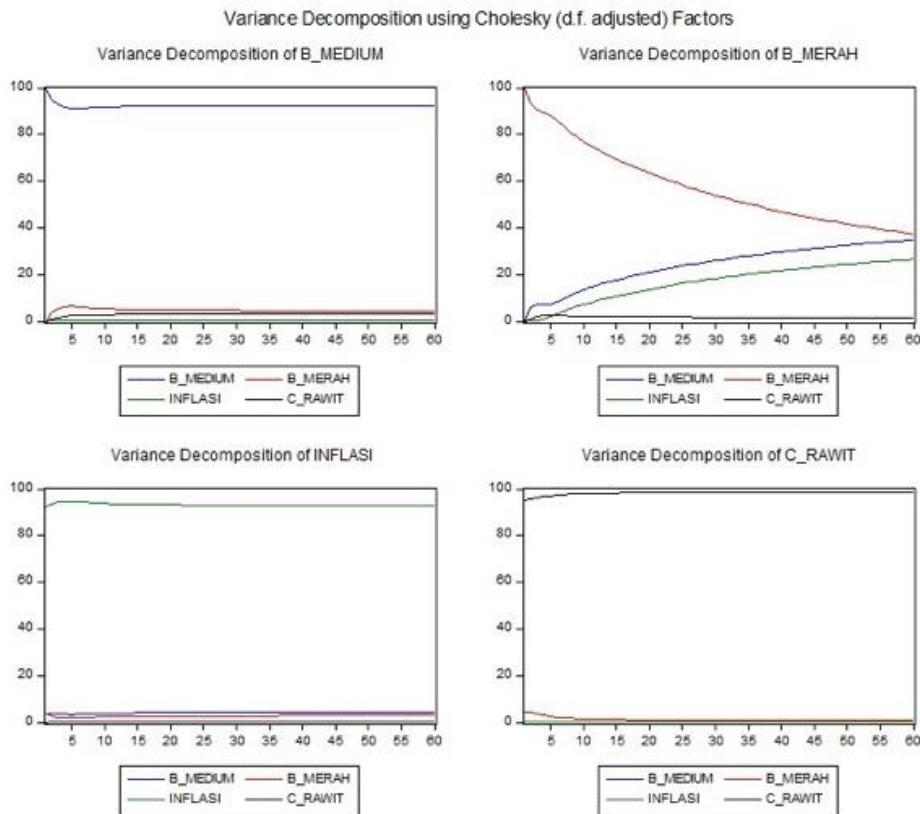 Variance Decomposition using Cholesky (d.f. adjusted) Factors
Variance Decomposition of B_MEDIUM
100
80
60
40
20
0
5 10 15 20 25 30 35 40 45 50 55 60
B_MEDIUM B_MERAH
INFLASI C_RAWIT
Variance Decomposition of B_MERAH
100
80
60
40
20
0
5 10 15 20 25 30 35 40 45 50 55 60
B_MEDIUM B_MERAH
INFLASI C_RAWIT
Variance Decomposition of INFLASI
100
80
60
40
20
0
5 10 15 20 25 30 35 40 45 50 55 60
B_MEDIUM B_MERAH
INFLASI C_RAWIT
Variance Decomposition of C_RAWIT
100
80
60
40
20
0
5 10 15 20 25 30 35 40 45 50 55 60
B_MEDIUM B_MERAH
INFLASI C_RAWIT